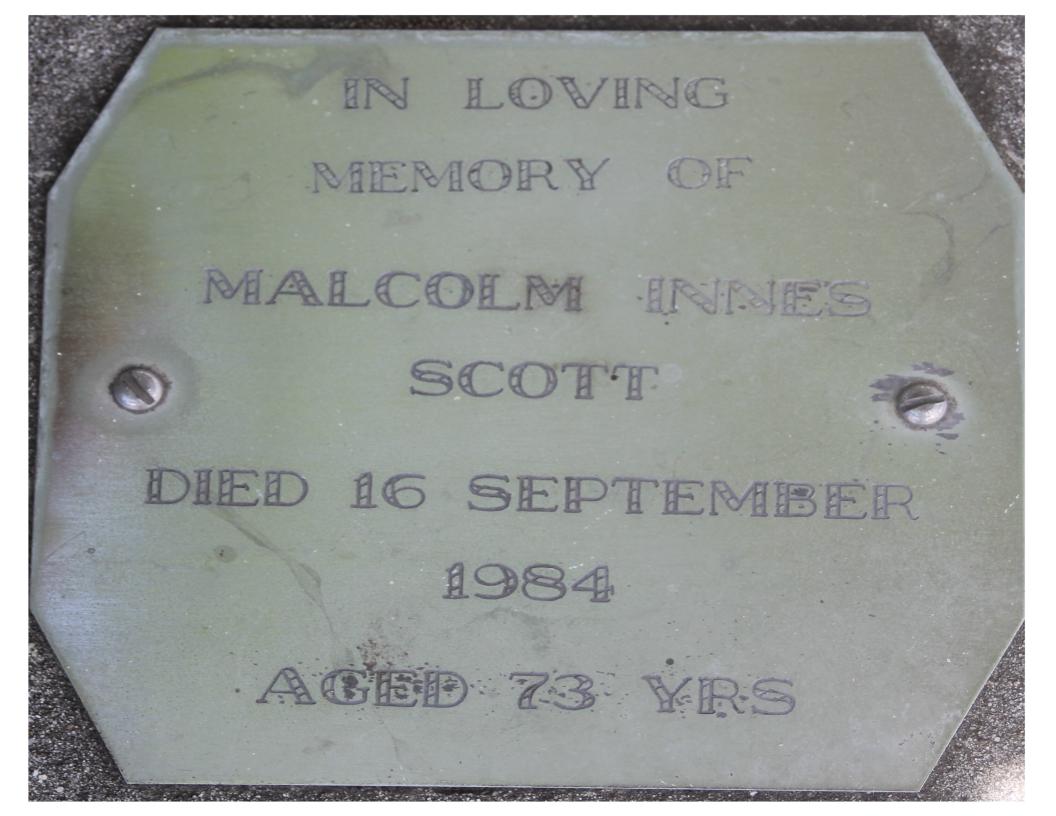 IN LOVING
MEMORY OF
MALCOLM INNES
SCOTT
DIED 16 SEPTEMBER
1984
AGED 73 YRS